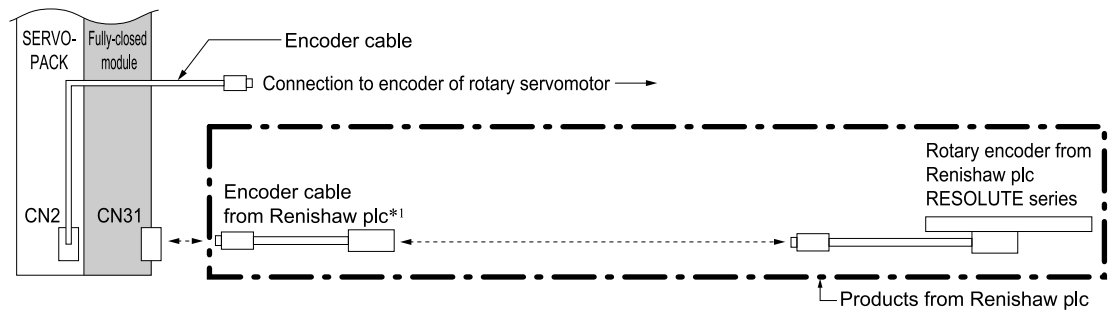 SERVO-
PACK
Fully-closed
module
Encoder cable
Connection to encoder of rotary servomotor
Rotary encoder from
Renishaw plc
RESOLUTE series
Encoder cable
from Renishaw plc*1
CN2
CN31
Products from Renishaw plc